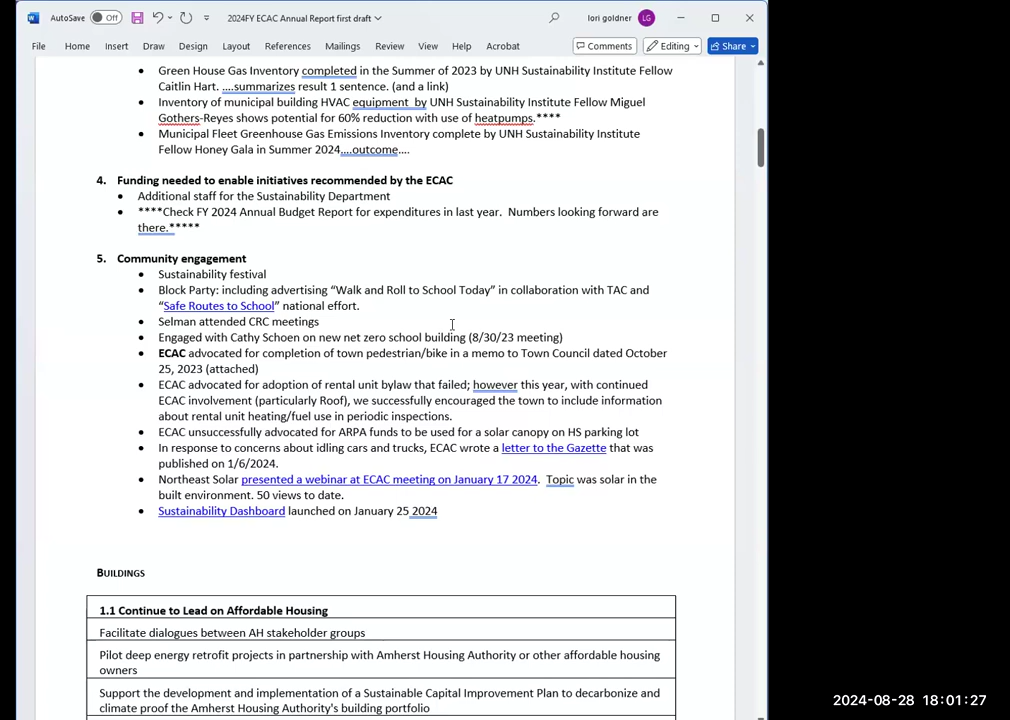 AutoSave Off 2024FY ECAC Annual Report first draft lori goldner LG
File Home Insert Draw Design Layout References Mailings Review View Help Acrobat Comments Editing Share
• Green House Gas Inventory completed in the Summer of 2023 by UNH Sustainability Institute Fellow
Caitlin Hart. ....summarizes result 1 sentence. (and a link)
• Inventory of municipal building HVAC equipment by UNH Sustainability Institute Fellow Miguel
Gothers-Reyes shows potential for 60% reduction with use of heatpumps.****
• Municipal Fleet Greenhouse Gas Emissions Inventory complete by UNH Sustainability Institute
Fellow Honey Gala in Summer 2024....outcome....
4. Funding needed to enable initiatives recommended by the ECAC
• Additional staff for the Sustainability Department
• ****Check FY 2024 Annual Budget Report for expenditures in last year. Numbers looking forward are
there.*****
5. Community engagement
• Sustainability festival
• Block Party: including advertising “Walk and Roll to School Today” in collaboration with TAC and
“Safe Routes to School” national effort.
• Selman attended CRC meetings
• Engaged with Cathy Schoen on new net zero school building (8/30/23 meeting)
• ECAC advocated for completion of town pedestrian/bike in a memo to Town Council dated October
25, 2023 (attached)
• ECAC advocated for adoption of rental unit bylaw that failed; however this year, with continued
ECAC involvement (particularly Roof), we successfully encouraged the town to include information
about rental unit heating/fuel use in periodic inspections.
• ECAC unsuccessfully advocated for ARPA funds to be used for a solar canopy on HS parking lot
• In response to concerns about idling cars and trucks, ECAC wrote a letter to the Gazette that was
published on 1/6/2024.
• Northeast Solar presented a webinar at ECAC meeting on January 17 2024. Topic was solar in the
built environment. 50 views to date.
• Sustainability Dashboard launched on January 25 2024
BUILDINGS
1.1 Continue to Lead on Affordable Housing
Facilitate dialogues between AH stakeholder groups
Pilot deep energy retrofit projects in partnership with Amherst Housing Authority or other affordable housing
owners
Support the development and implementation of a Sustainable Capital Improvement Plan to decarbonize and
climate proof the Amherst Housing Authority's building portfolio
2024-08-28 18:01:27